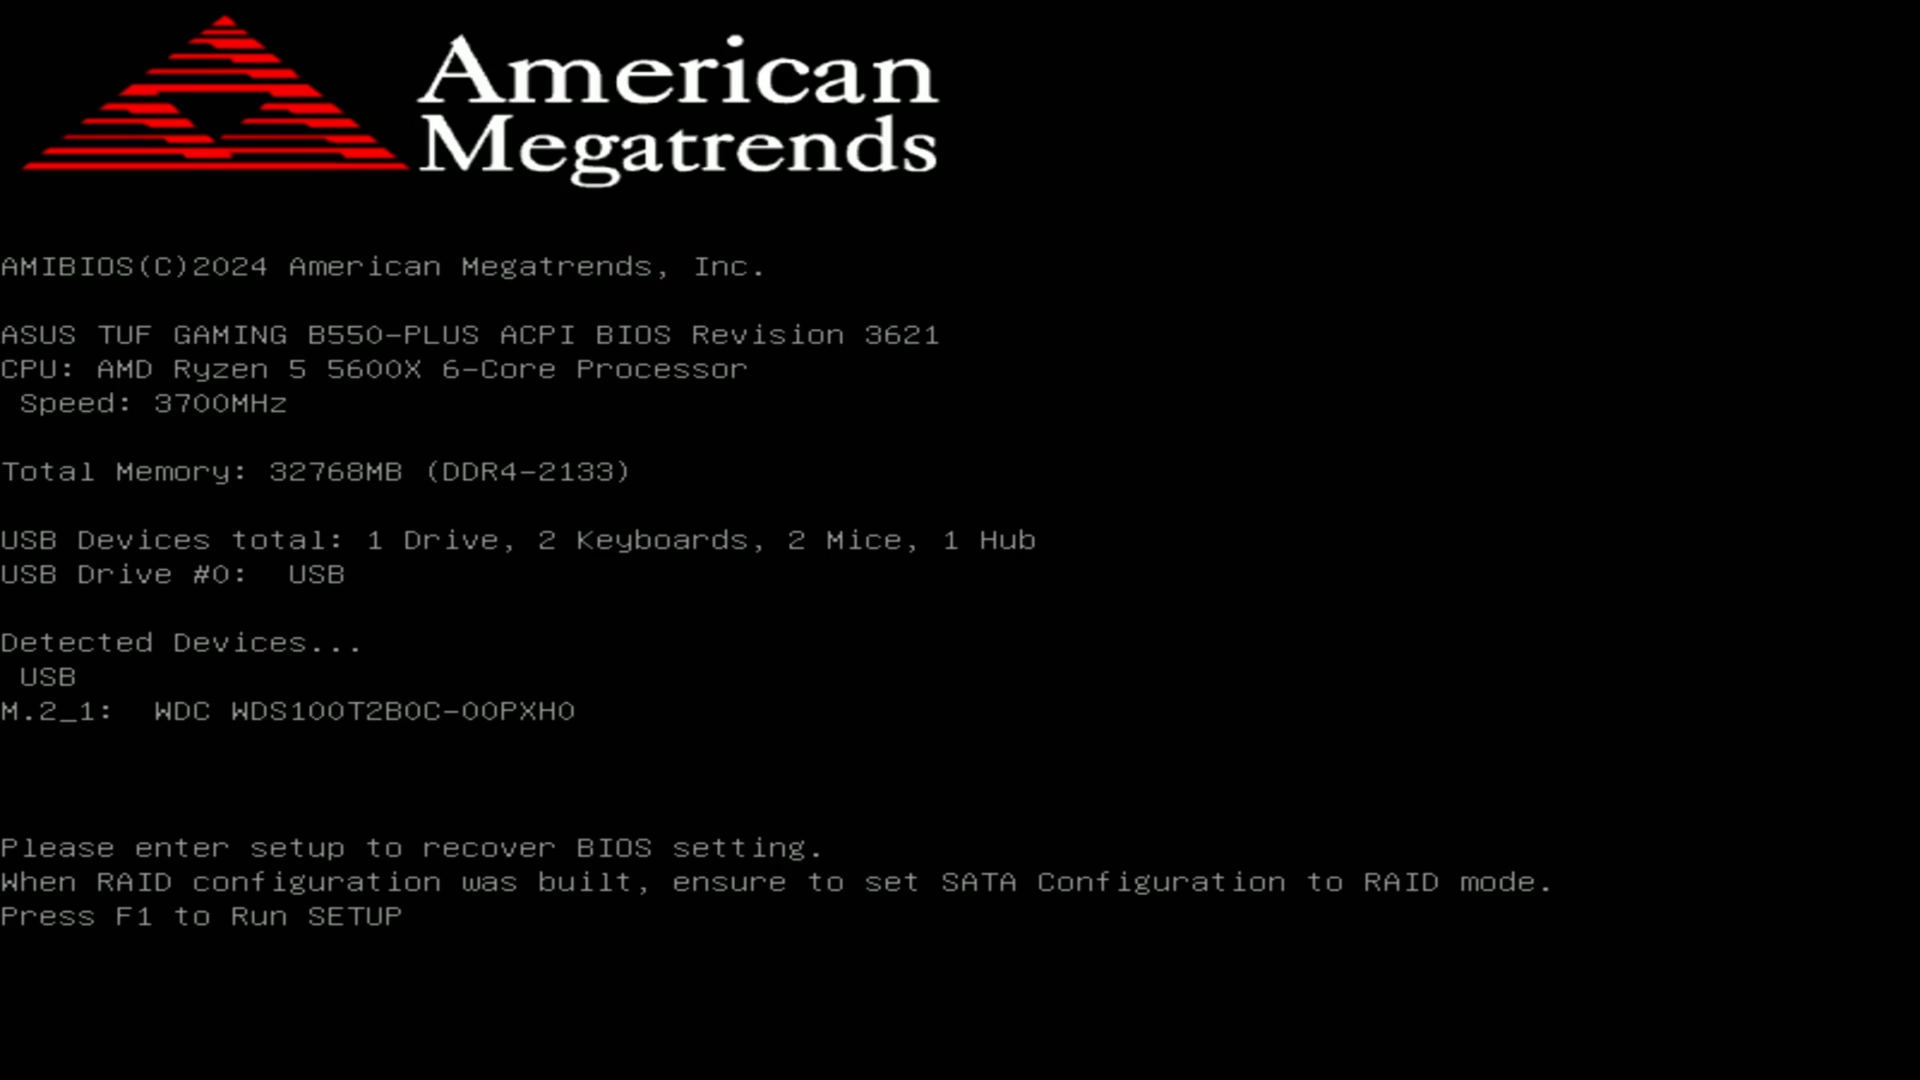 American
Megatrends
AMIBIOS(C)2024 American Megatrends, Inc.
ASUS TUF GAMING B550-PLUS ACPI BIOS Revision 3621
CPU: AMD Ryzen 5 5600X 6-Core Processor
Speed: 3700MHz
Total Memory: 32768MB (DDR4-2133)
USB Devices total: 1 Drive, 2 Keyboards, 2 Mice, 1 Hub
USB Drive #0: USB
Detected Devices...
USB
M.2_1: WDC WDS100T2B0C-00PXH0
Please enter setup to recover BIOS setting.
When RAID configuration was built, ensure to set SATA Configuration to RAID mode.
Press F1 to Run SETUP